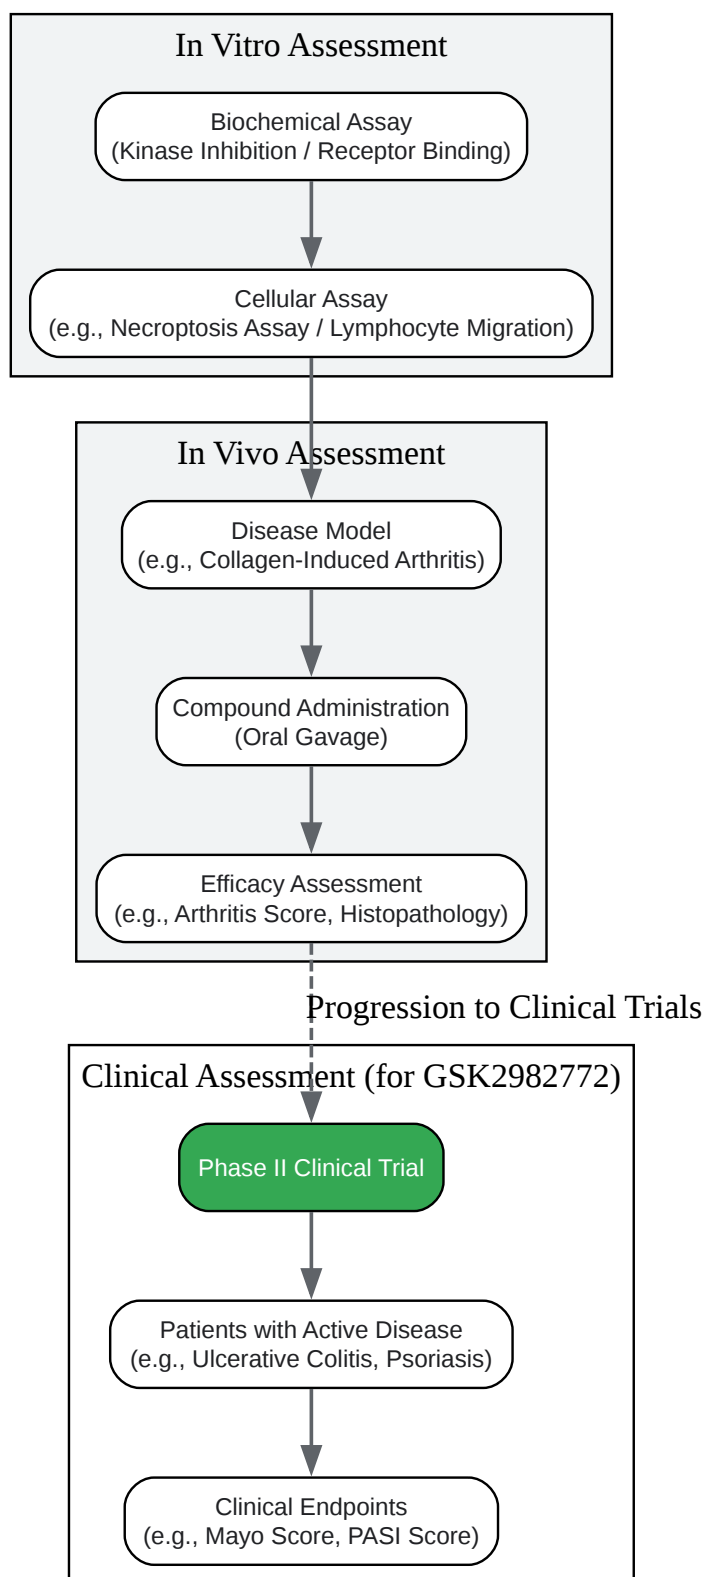 In Vitro Assessment
Biochemical Assay
(Kinase Inhibition / Receptor Binding)
Cellular Assay
(e.g., Necroptosis Assay / Lymphocyte Migration)
In Vivo Assessment
Disease Model
(e.g., Collagen-Induced Arthritis)
Compound Administration
(Oral Gavage)
Efficacy Assessment
(e.g., Arthritis Score, Histopathology)
Progression to Clinical Trials
Clinical Assessment (for GSK2982772)
Phase II Clinical Trial
Patients with Active Disease
(e.g., Ulcerative Colitis, Psoriasis)
Clinical Endpoints
(e.g., Mayo Score, PASI Score)